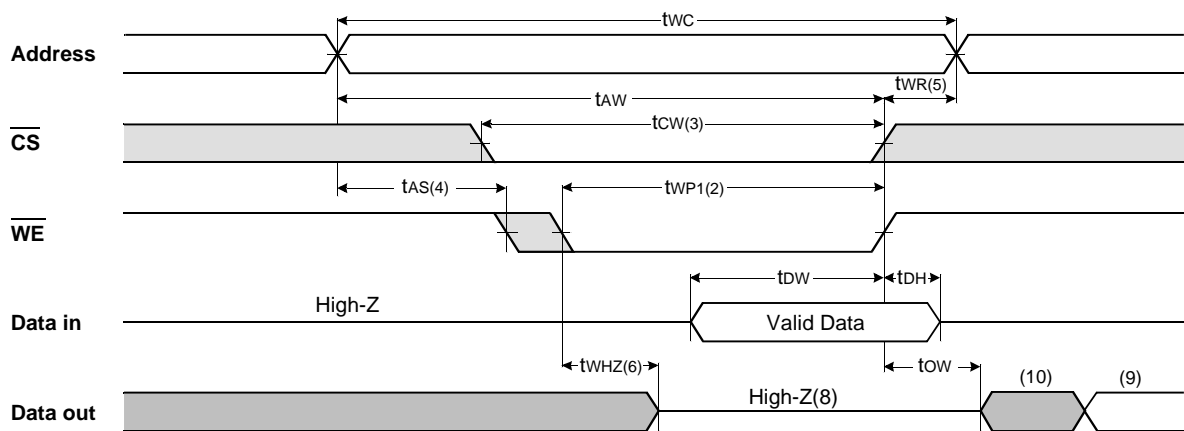 tWC
Address
tWR(5)
tAW
tCW(3)
CS
tAS(4)
tWP1(2)
WE
tDW
tDH
High-Z
Data in
Valid Data
tWHZ(6)
tOW
(10)
(9)
High-Z(8)
Data out